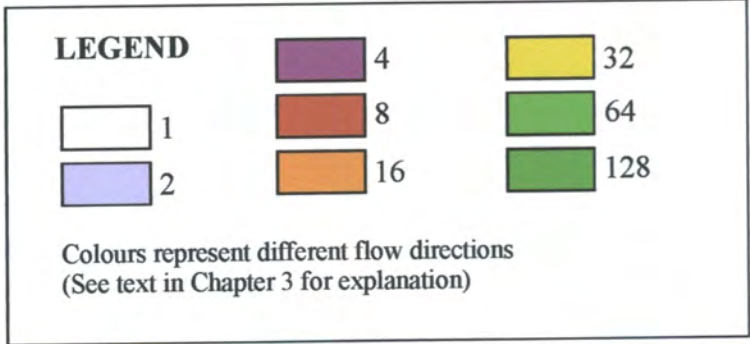 LEGEND
1
2
4
8
16
32
64
128
Colours represent different flow directions
(See text in Chapter 3 for explanation)